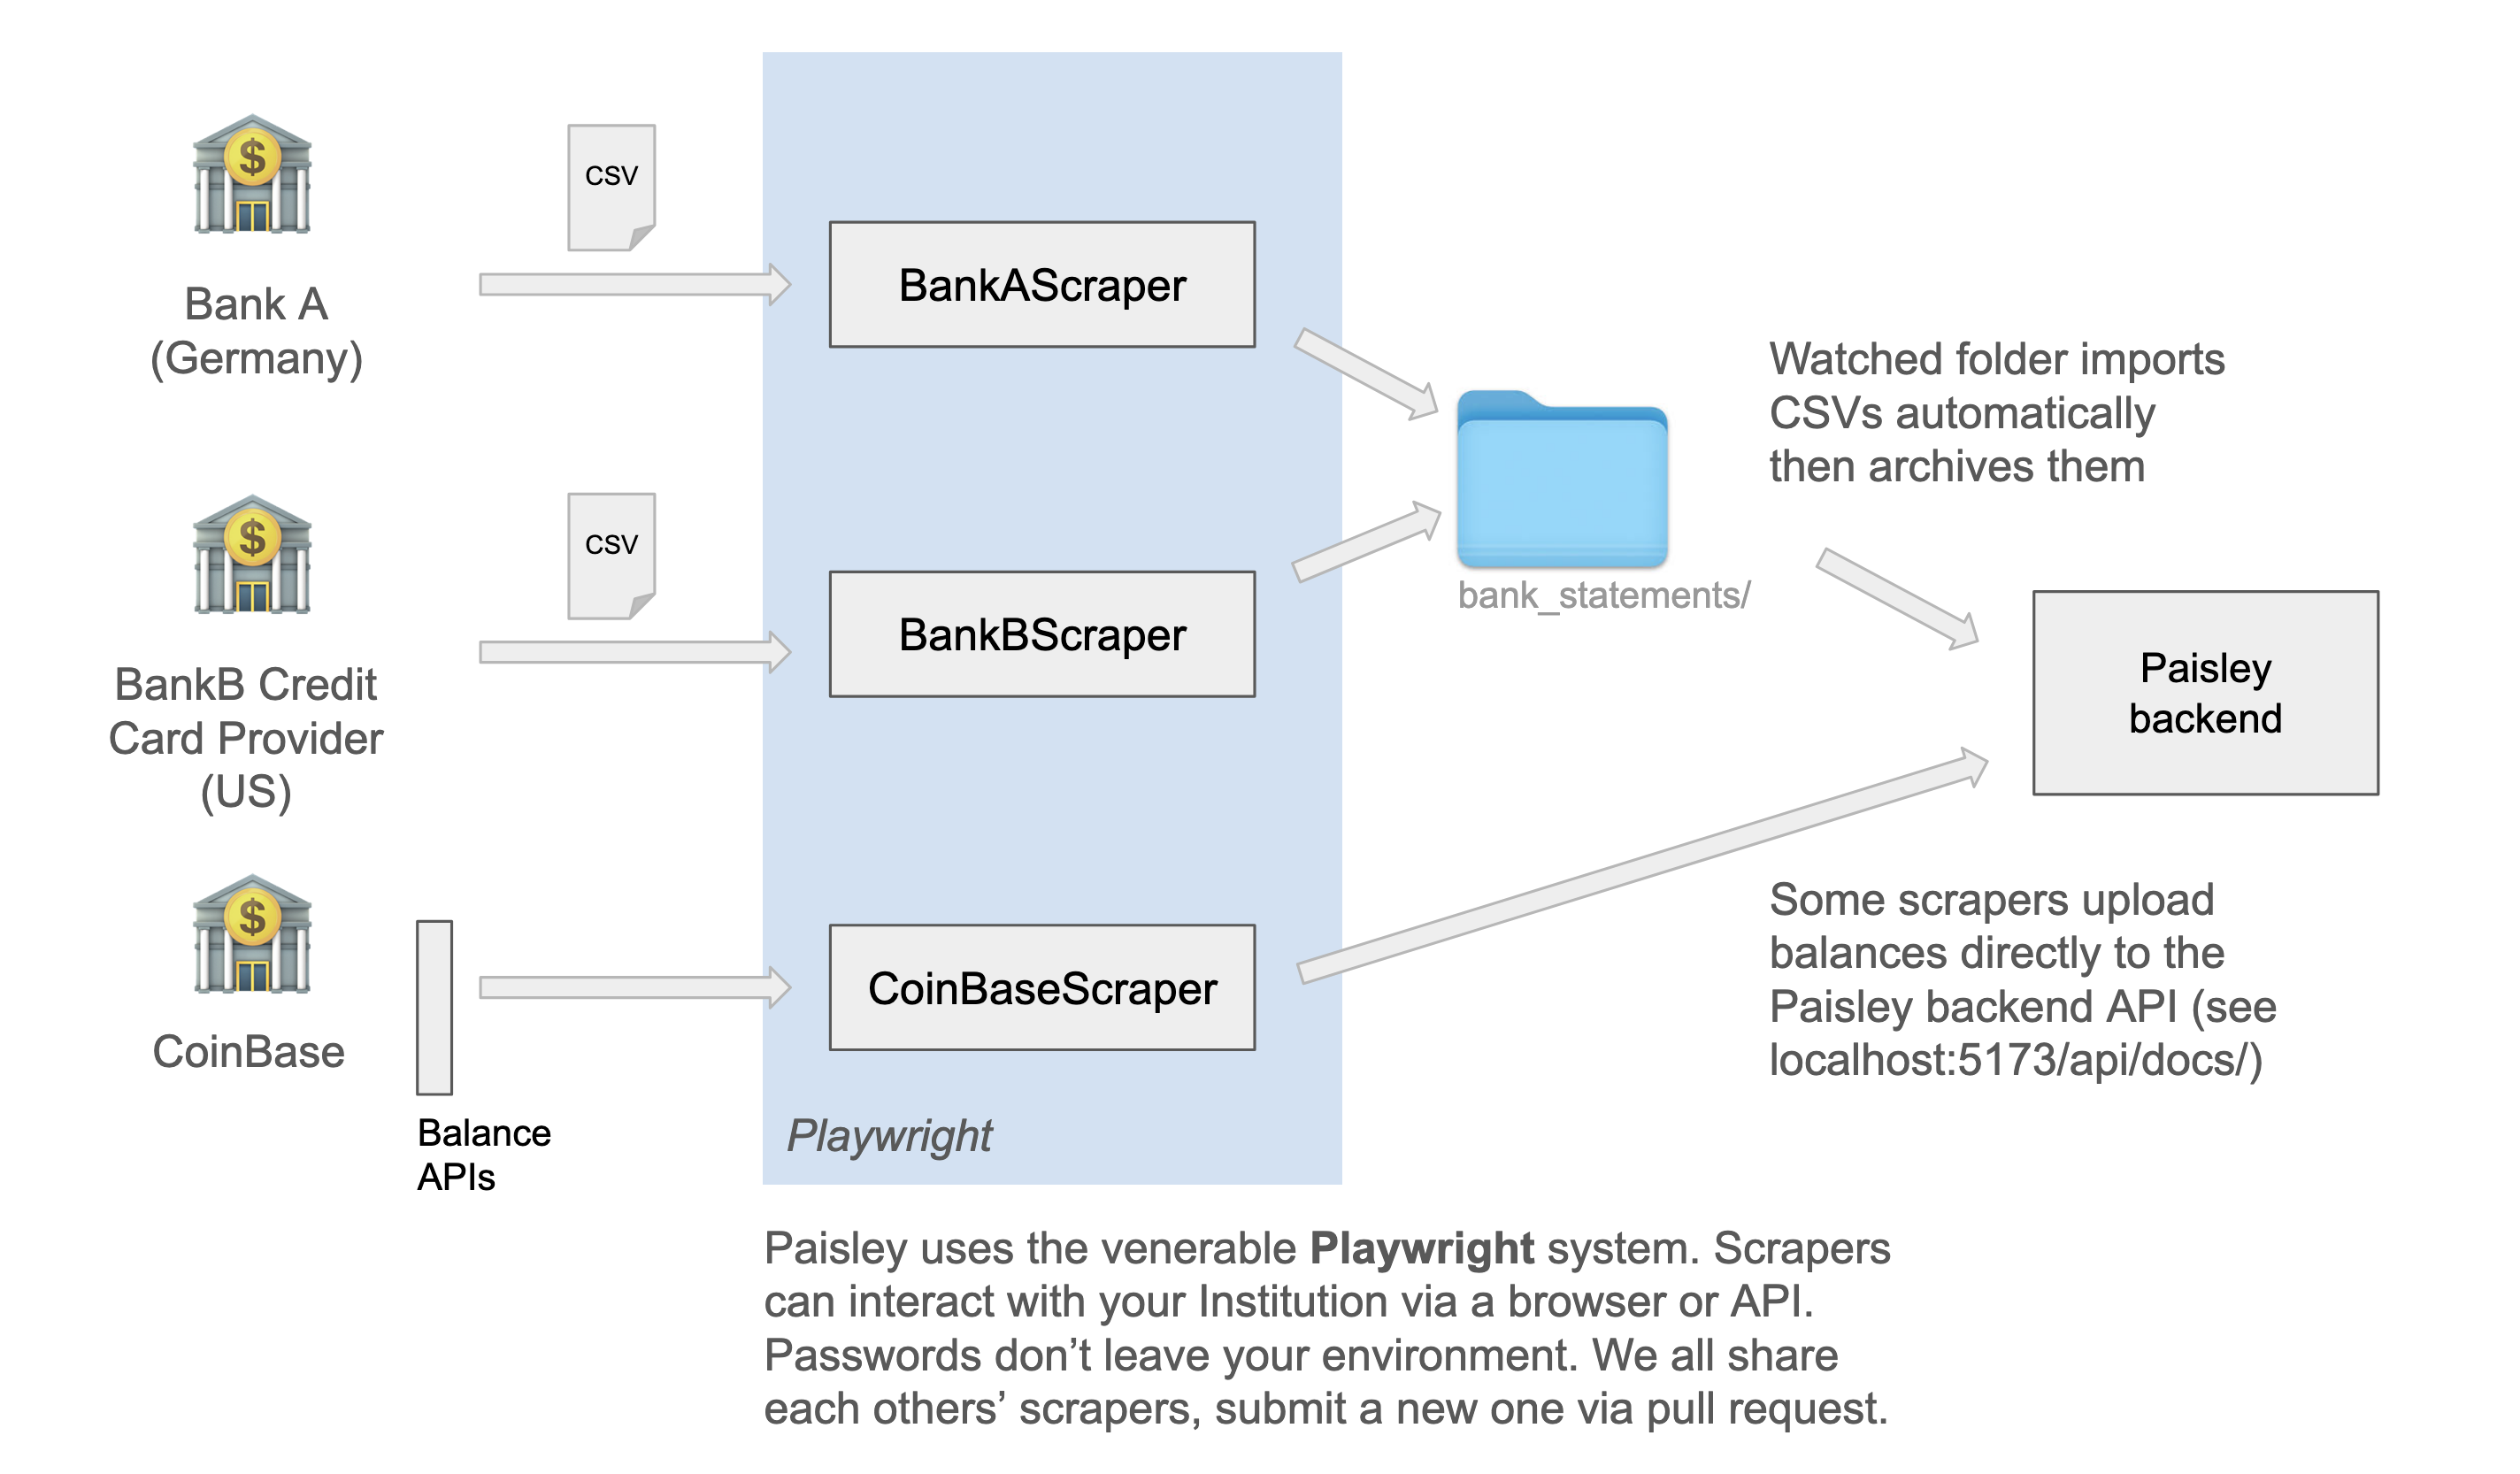 CSV
Bank A
(Germany)
BankAScraper
Watched folder imports
CSVs automatically
then archives them
CSV
BankB Credit
Card Provider
(US)
BankBScraper
bank_statements/
Paisley
backend
CoinBase
Balance
APIs
CoinBaseScraper
Playwright
Some scrapers upload
balances directly to the
Paisley backend API (see
localhost:5173/api/docs/)
Paisley uses the venerable Playwright system. Scrapers
can interact with your Institution via a browser or API.
Passwords don’t leave your environment. We all share
each others’ scrapers, submit a new one via pull request.